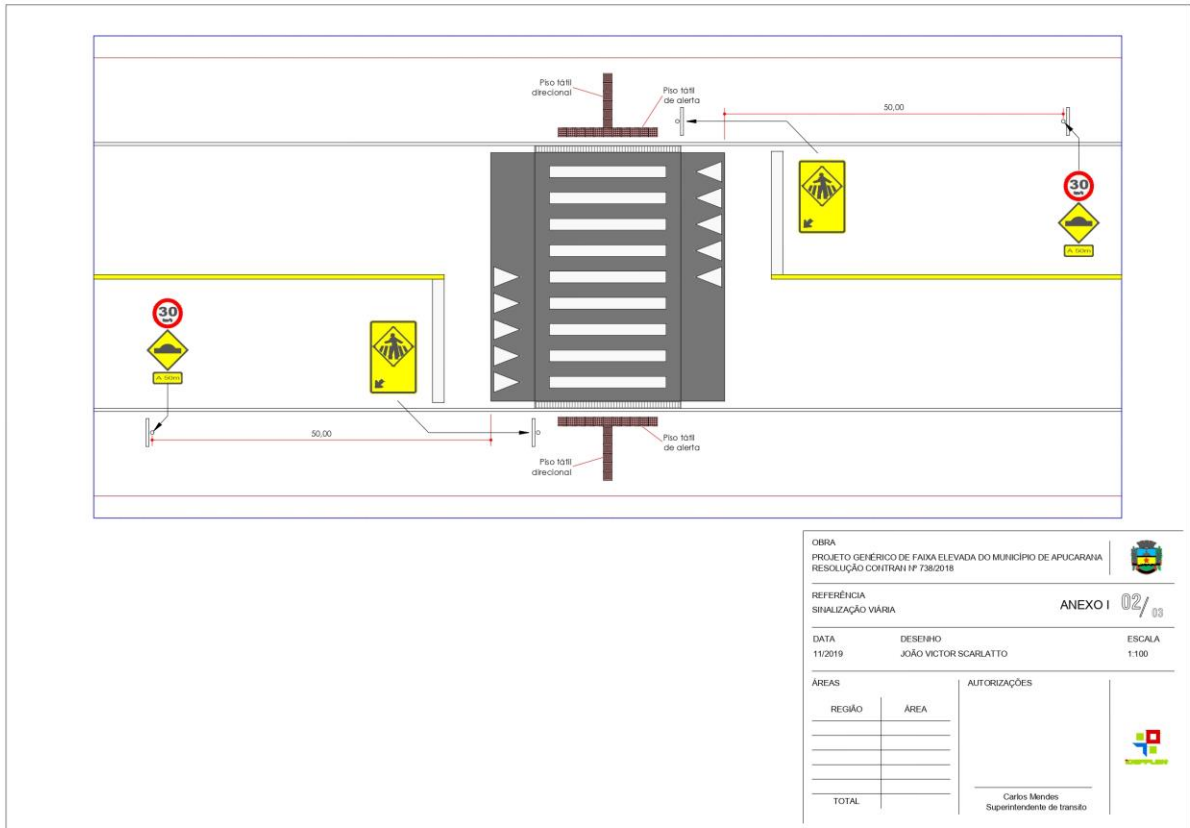 Piso tátil
direcional
Piso tátil
de alerta
50,00
30
km/h
A 50m
30
km/h
A 50m
50,00
Piso tátil
de alerta
Piso tátil
direcional
OBRA
PROJETO GENÉRICO DE FAIXA ELEVADA DO MUNICÍPIO DE APUCARANA
RESOLUÇÃO CONTRAN Nº 738/2018
REFERÊNCIA
SINALIZAÇÃO VIÁRIA
ANEXO I 02/03
DATA DESENHO ESCALA
11/2019 JOÃO VICTOR SCARLATTO 1:100
ÁREAS AUTORIZAÇÕES
REGIÃO ÁREA
TOTAL
Carlos Mendes
Superintendente de transito